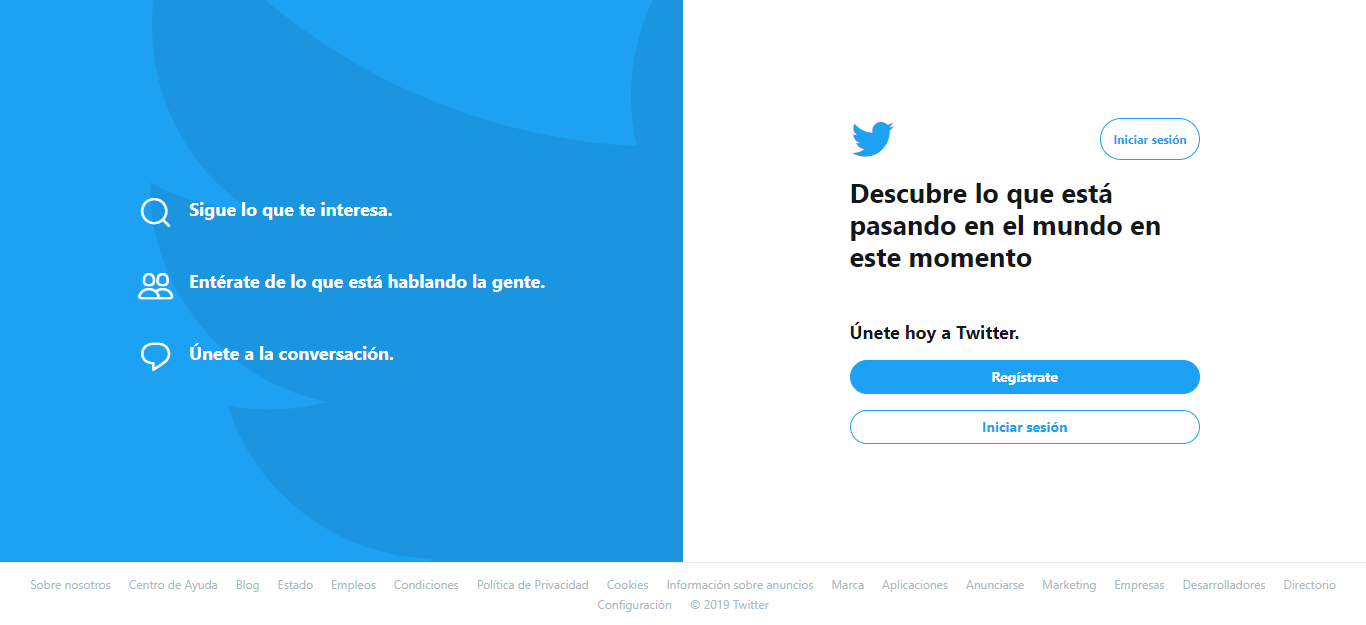 Sigue lo que te interesa.
Entérate de lo que está hablando la gente.
Únete a la conversación.
Iniciar sesión
Descubre lo que está
pasando en el mundo en
este momento
Únete hoy a Twitter.
Regístrate
Iniciar sesión
Sobre nosotros Centro de Ayuda Blog Estado Empleos Condiciones Política de Privacidad Cookies Información sobre anuncios Marca Aplicaciones Anunciarse Marketing Empresas Desarrolladores Directorio
Configuración © 2019 Twitter